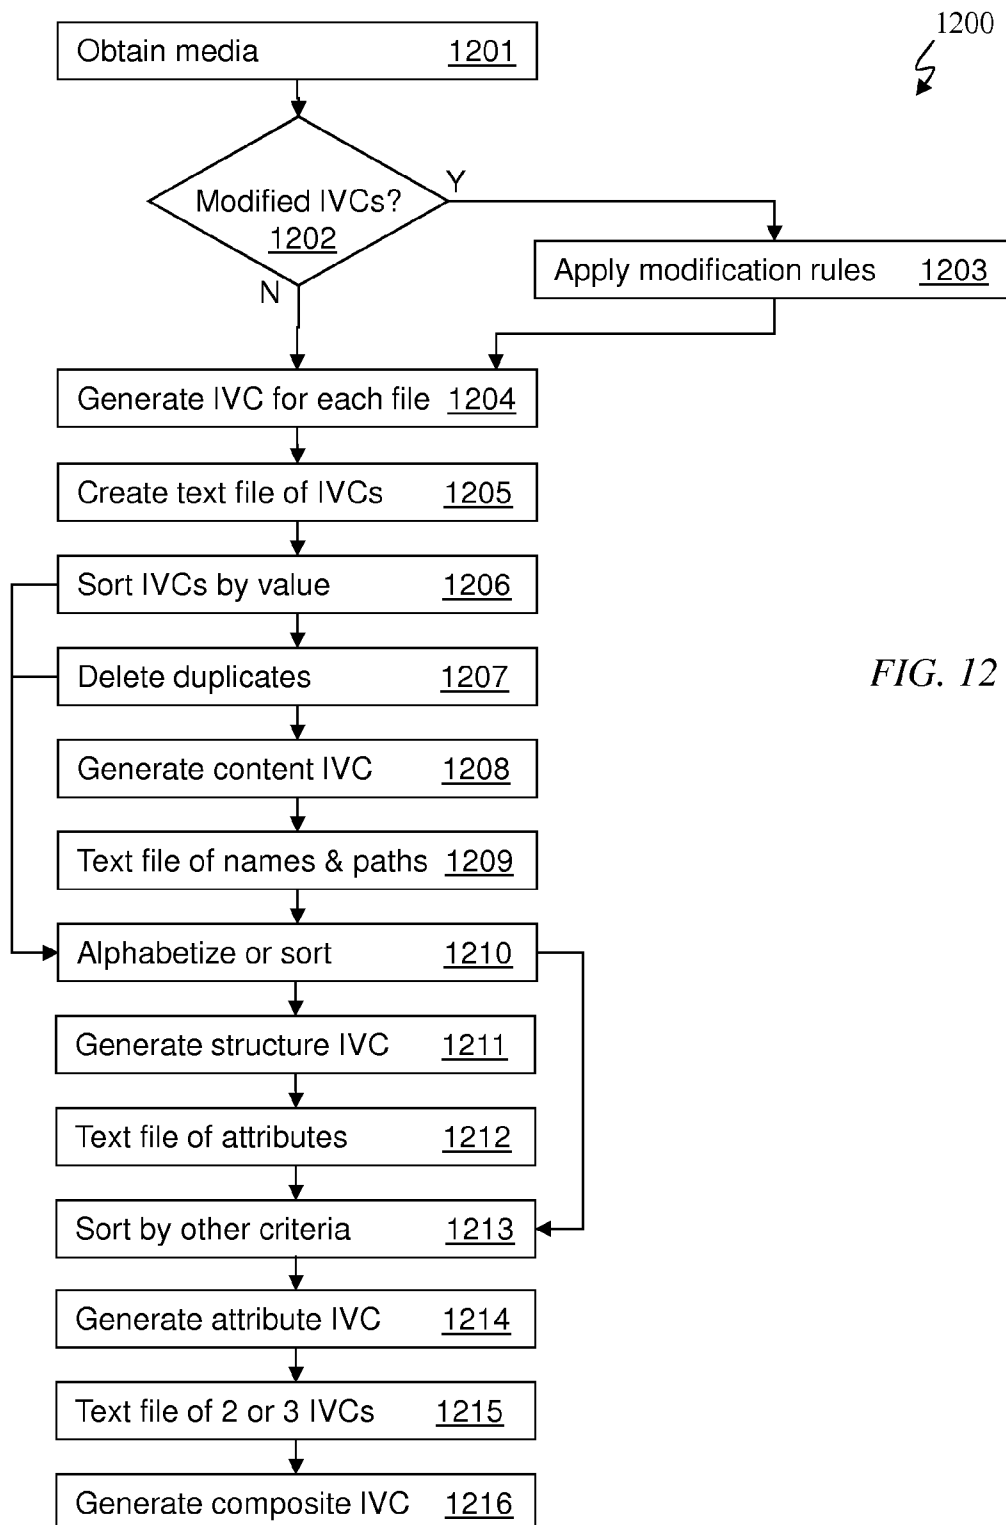 1200
Obtain media 1201
Modified IVCs?
1202
Y
N
Apply modification rules 1203
Generate IVC for each file 1204
Create text file of IVCs 1205
Sort IVCs by value 1206
Delete duplicates 1207
FIG. 12
Generate content IVC 1208
Text file of names & paths 1209
Alphabetize or sort 1210
Generate structure IVC 1211
Text file of attributes 1212
Sort by other criteria 1213
Generate attribute IVC 1214
Text file of 2 or 3 IVCs 1215
Generate composite IVC 1216